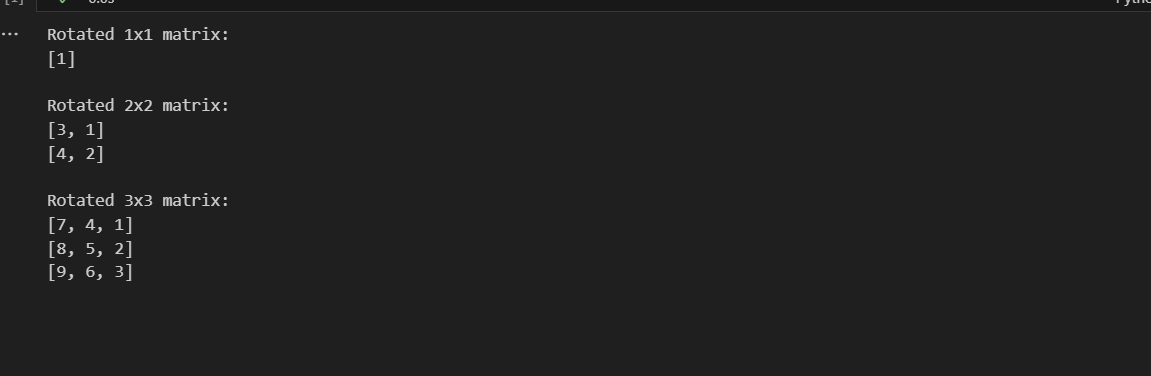 Rotated 1x1 matrix:
[1]
Rotated 2x2 matrix:
[3, 1]
[4, 2]
Rotated 3x3 matrix:
[7, 4, 1]
[8, 5, 2]
[9, 6, 3]